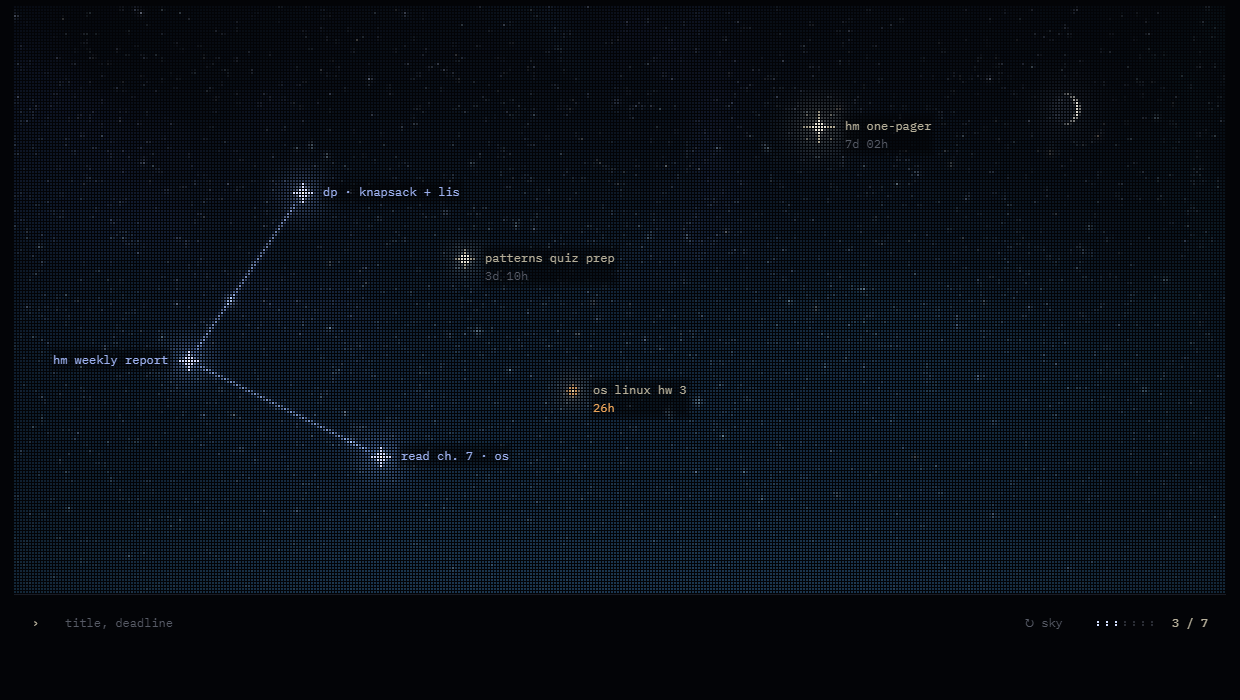 hm one-pager
7d 02h
dp · knapsack + lis
patterns quiz prep
3d 10h
hm weekly report
os linux hw 3
26h
read ch. 7 · os
› title, deadline
↻ sky
3 / 7